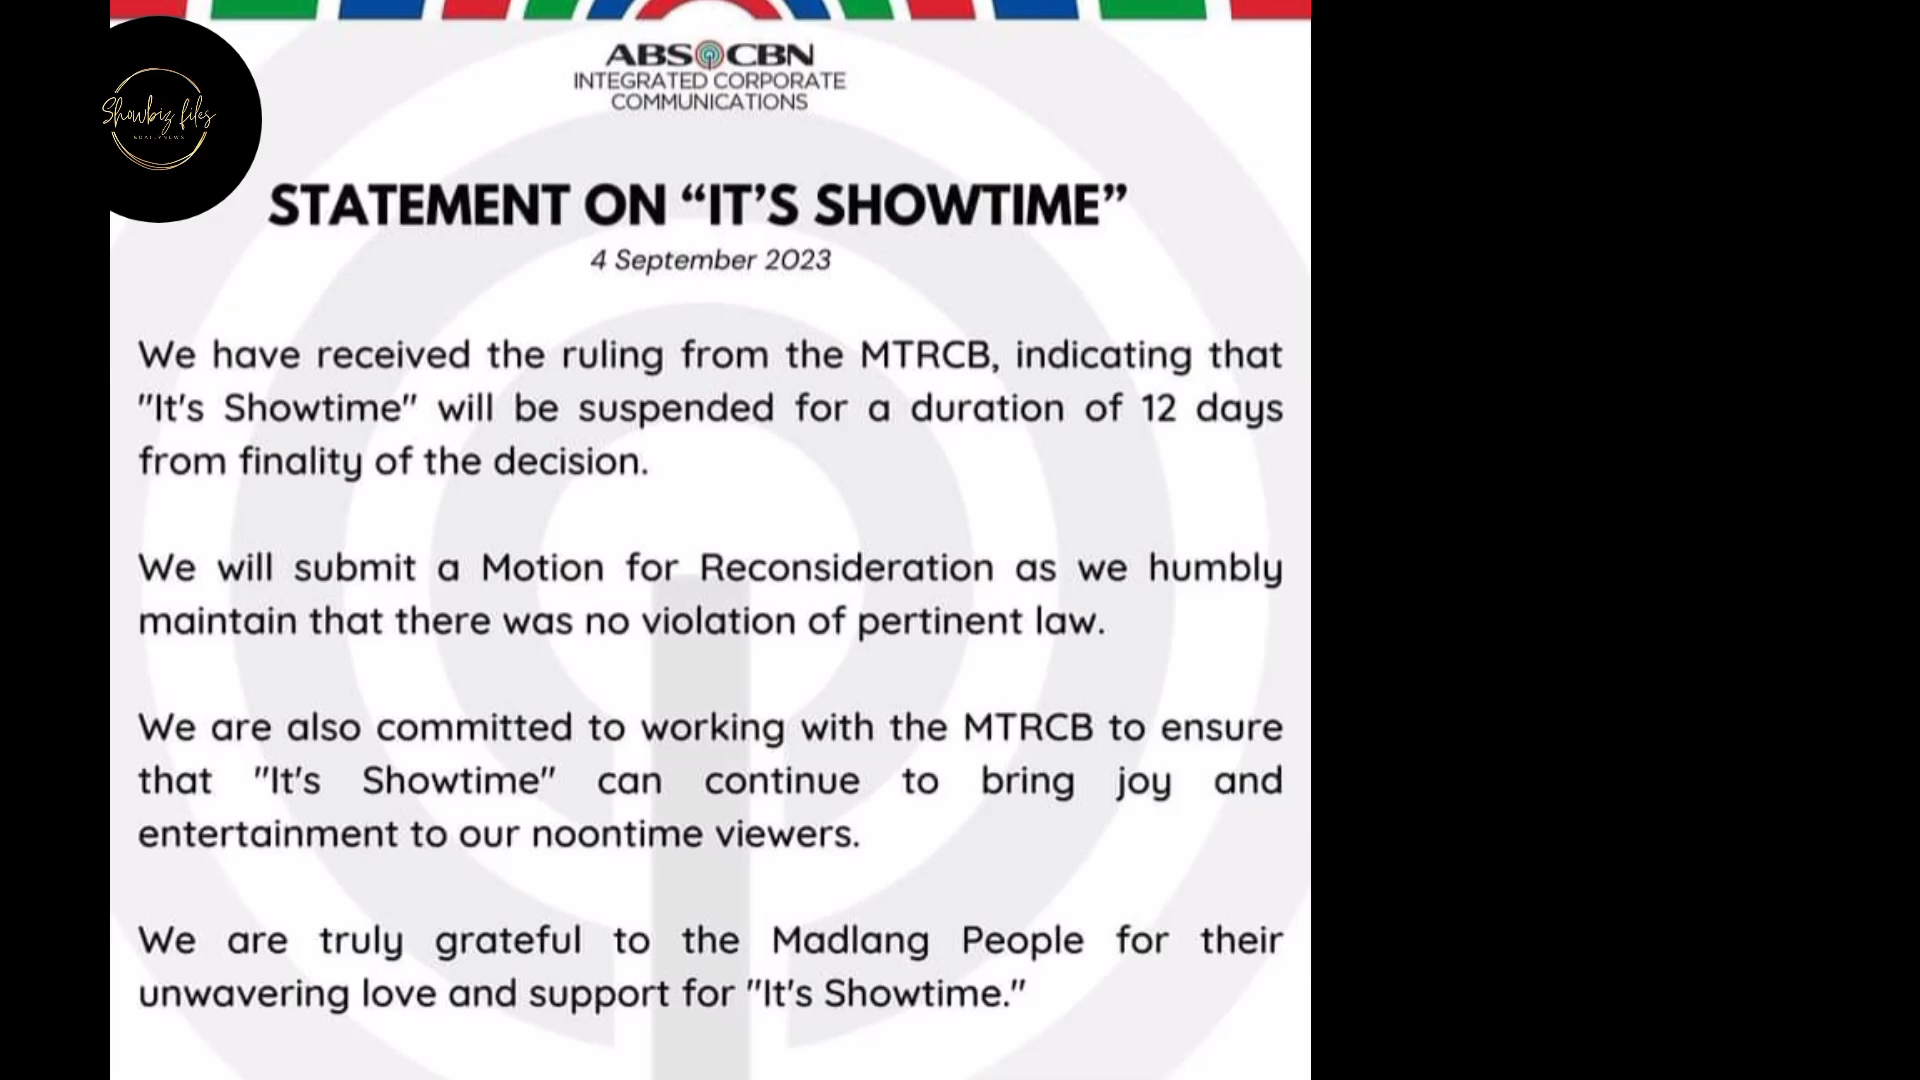 ABS CBN
INTEGRATED CORPORATE
COMMUNICATIONS
Showbiz files
STATEMENT ON “IT’S SHOWTIME”
4 September 2023
We have received the ruling from the MTRCB, indicating that
"It's Showtime" will be suspended for a duration of 12 days
from finality of the decision.
We will submit a Motion for Reconsideration as we humbly
maintain that there was no violation of pertinent law.
We are also committed to working with the MTRCB to ensure
that "It's Showtime" can continue to bring joy and
entertainment to our noontime viewers.
We are truly grateful to the Madlang People for their
unwavering love and support for "It's Showtime."